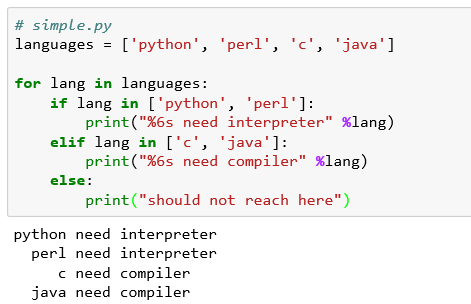 # simple.py
languages = ['python', 'perl', 'c', 'java']

for lang in languages:
    if lang in ['python', 'perl']:
        print("%6s need interpreter" %lang)
    elif lang in ['c', 'java']:
        print("%6s need compiler" %lang)
    else:
        print("should not reach here")
python need interpreter
  perl need interpreter
     c need compiler
  java need compiler